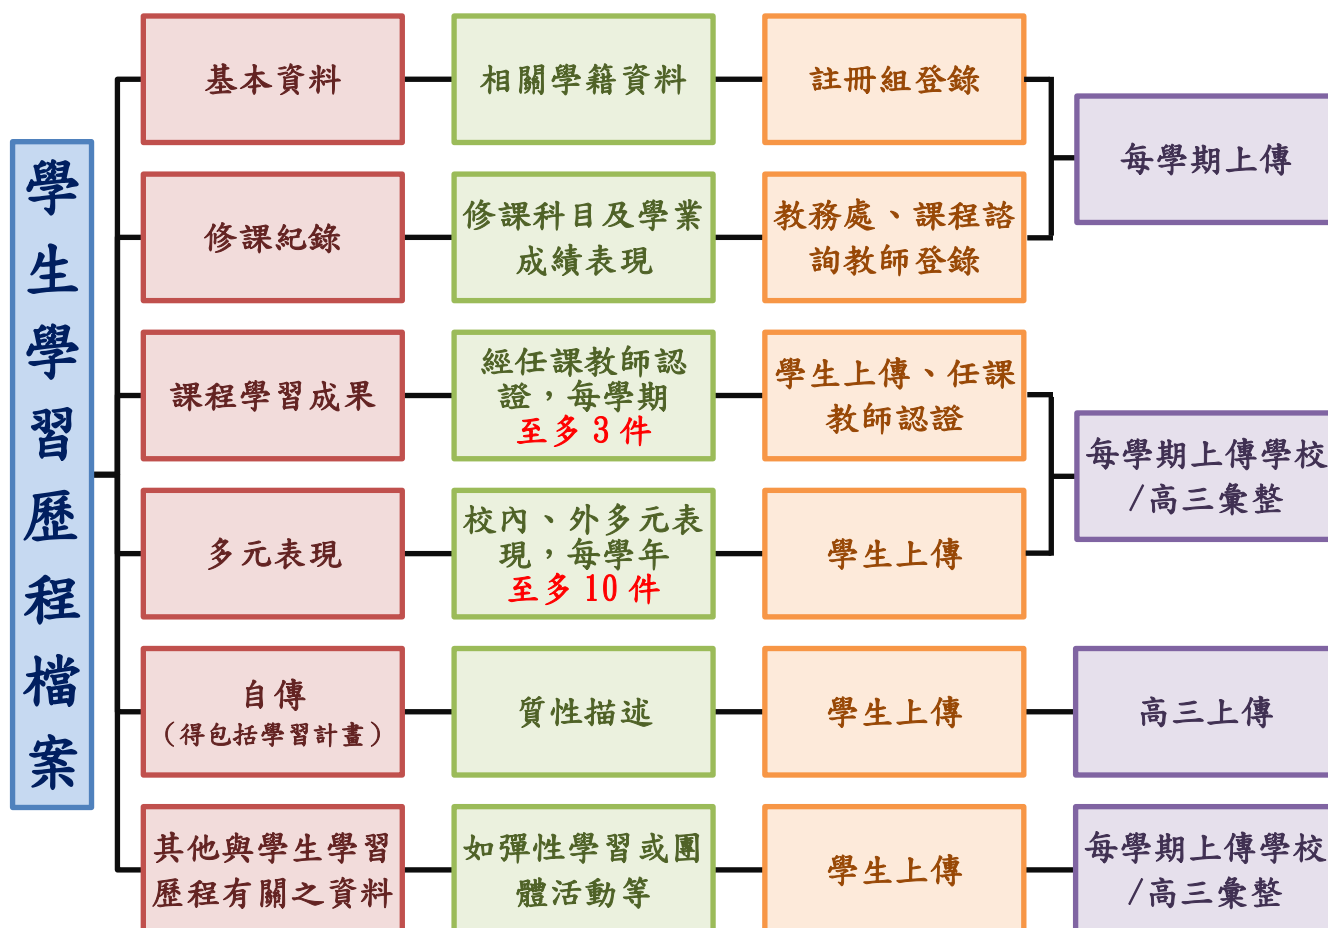 學生學習歷程檔案
基本資料
相關學籍資料
註冊組登錄
每學期上傳
修課紀錄
修課科目及學業
成績表現
教務處、課程諮
詢教師登錄
課程學習成果
經任課教師認
證，每學期
至多 3 件
學生上傳、任課
教師認證
每學期上傳學校
/高三彙整
多元表現
校內、外多元表
現，每學年
至多 10 件
學生上傳
自傳
（得包括學習計畫）
質性描述
學生上傳
高三上傳
其他與學生學習
歷程有關之資料
如彈性學習或團
體活動等
學生上傳
每學期上傳學校
/高三彙整